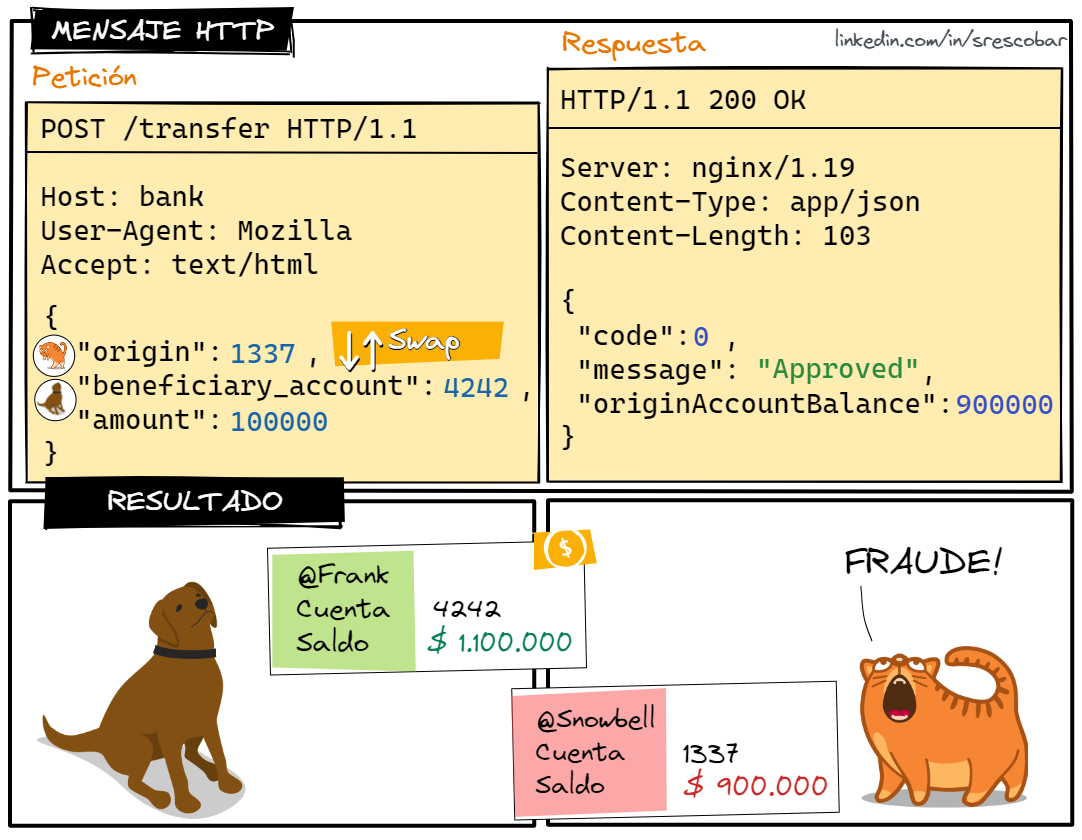 MENSAJE HTTP
linkedin.com/in/srescobar
Petición
POST /transfer HTTP/1.1
Host: bank
User-Agent: Mozilla
Accept: text/html
{
"origin": 1337 ,
Swap
"beneficiary_account": 4242 ,
"amount": 100000
}
Respuesta
HTTP/1.1 200 OK
Server: nginx/1.19
Content-Type: app/json
Content-Length: 103
{
"code":0 ,
"message": "Approved",
"originAccountBalance":900000
}
RESULTADO
$
@Frank
Cuenta 4242
Saldo $ 1.100.000
FRAUDE!
@Snowbell
Cuenta 1337
Saldo $ 900.000